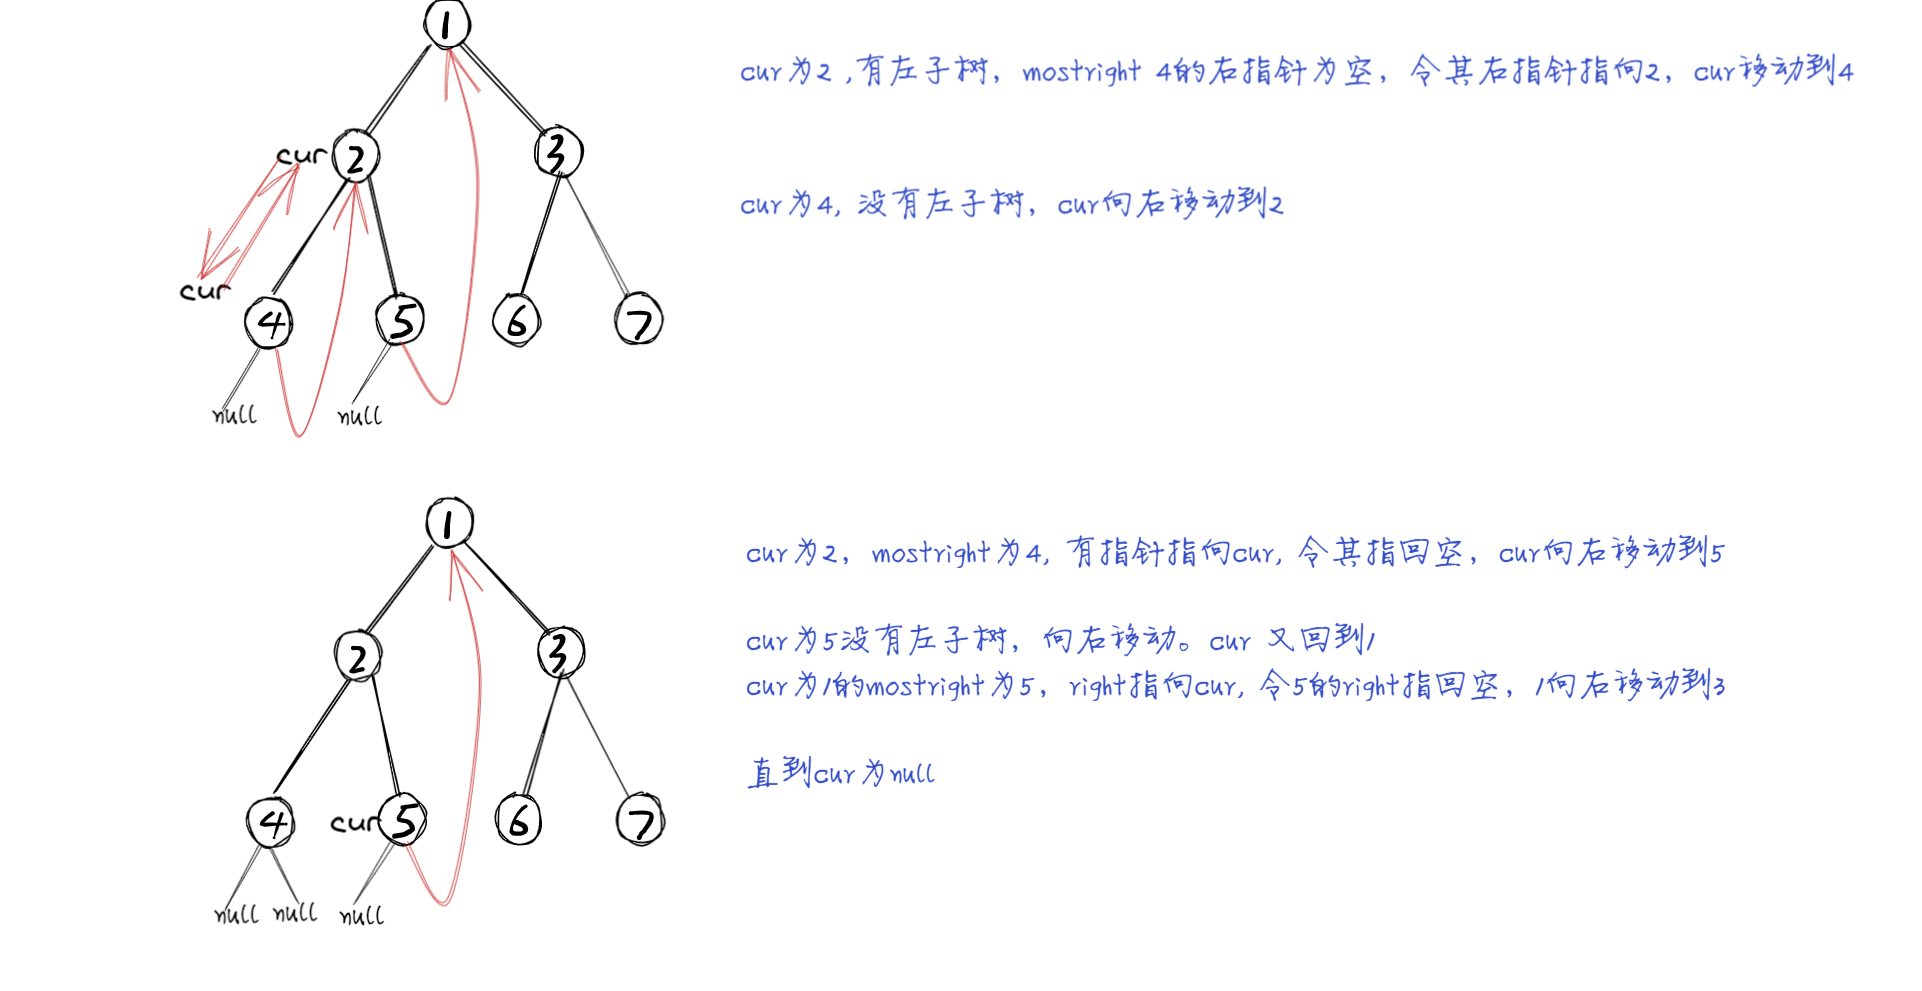 1
cur为2 ,有左子树，mostright 4的右指针为空，令其右指针指向2，cur移动到4
cur 2 3
cur为4, 没有左子树，cur向右移动到2
cur
4 5 6 7
null null
1
cur为2，mostright为4, 有指针指向cur, 令其指回空，cur向右移动到5
2 3
cur为5没有左子树，向右移动。cur 又回到1
cur为1的mostright为5，right指向cur, 令5的right指回空，1向右移动到3
直到cur为null
4 cur 5 6 7
null null null